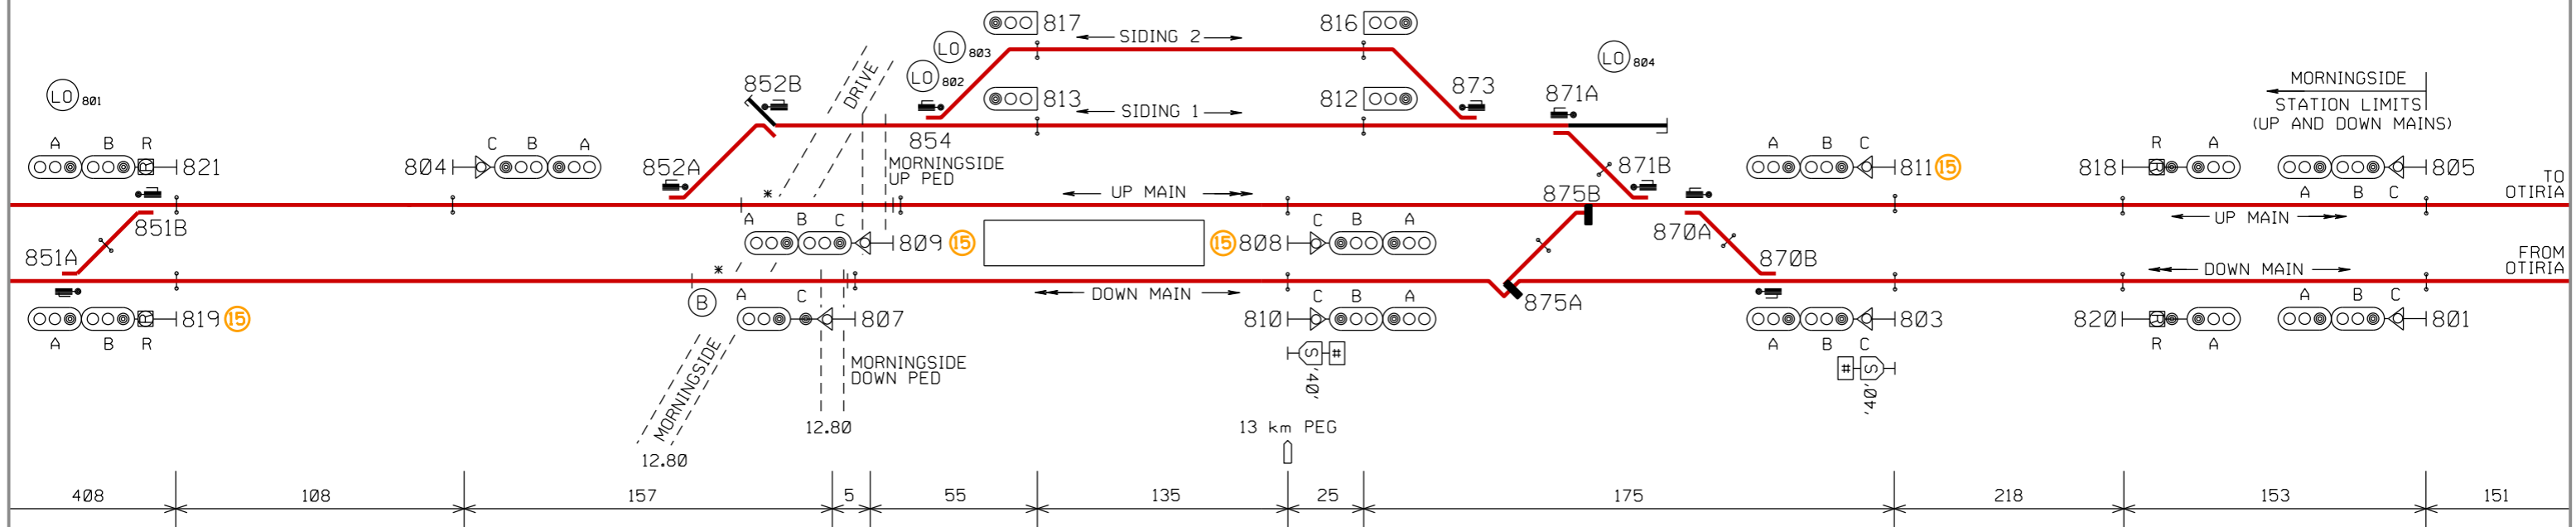 817
SIDING 2
816
LO 803
LO 802
LO 804
LO 801
852B
DRIVE
813
SIDING 1
812
873
871A
MORNINGSIDE
STATION LIMITS
(UP AND DOWN MAINS)
A B R
821
804
C B A
854
MORNINGSIDE
UP PED
852A
871B
A B C
811 15
R A
818
805
A B C
TO
OTIRIA
UP MAIN
875B
UP MAIN
851B
A B C
809 15
15 808
C B A
870A
851A
870B
FROM
OTIRIA
DOWN MAIN
B
A C
DOWN MAIN
875A
C B A
A B C
819 15
A B R
807
810
803
A B C
820
R A
801
MORNINGSIDE
MORNINGSIDE
DOWN PED
S #
'40'
# S
'40'
12.80
13 km PEG
12.80
408 108 157 5 55 135 25 175 218 153 151